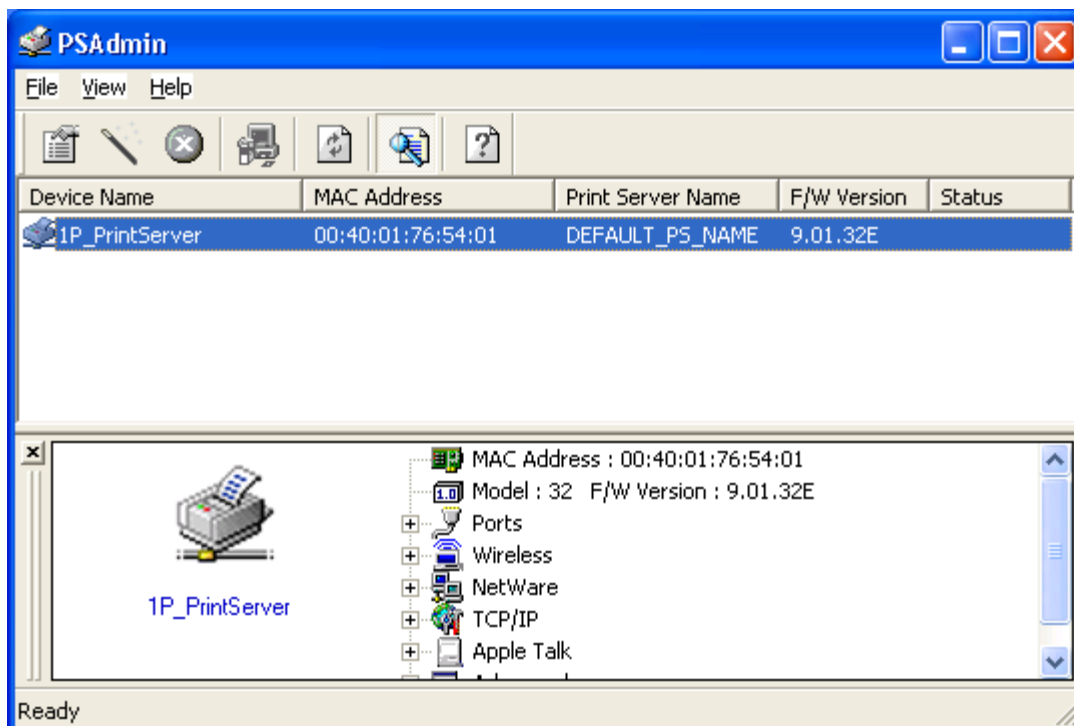 PSAdmin
File View Help
Device Name MAC Address Print Server Name F/W Version Status
1P_PrintServer 00:40:01:76:54:01 DEFAULT_PS_NAME 9.01.32E
MAC Address : 00:40:01:76:54:01
1.0 Model : 32 F/W Version : 9.01.32E
Ports
Wireless
NetWare
1P_PrintServer
TCP/IP
Apple Talk
Ready